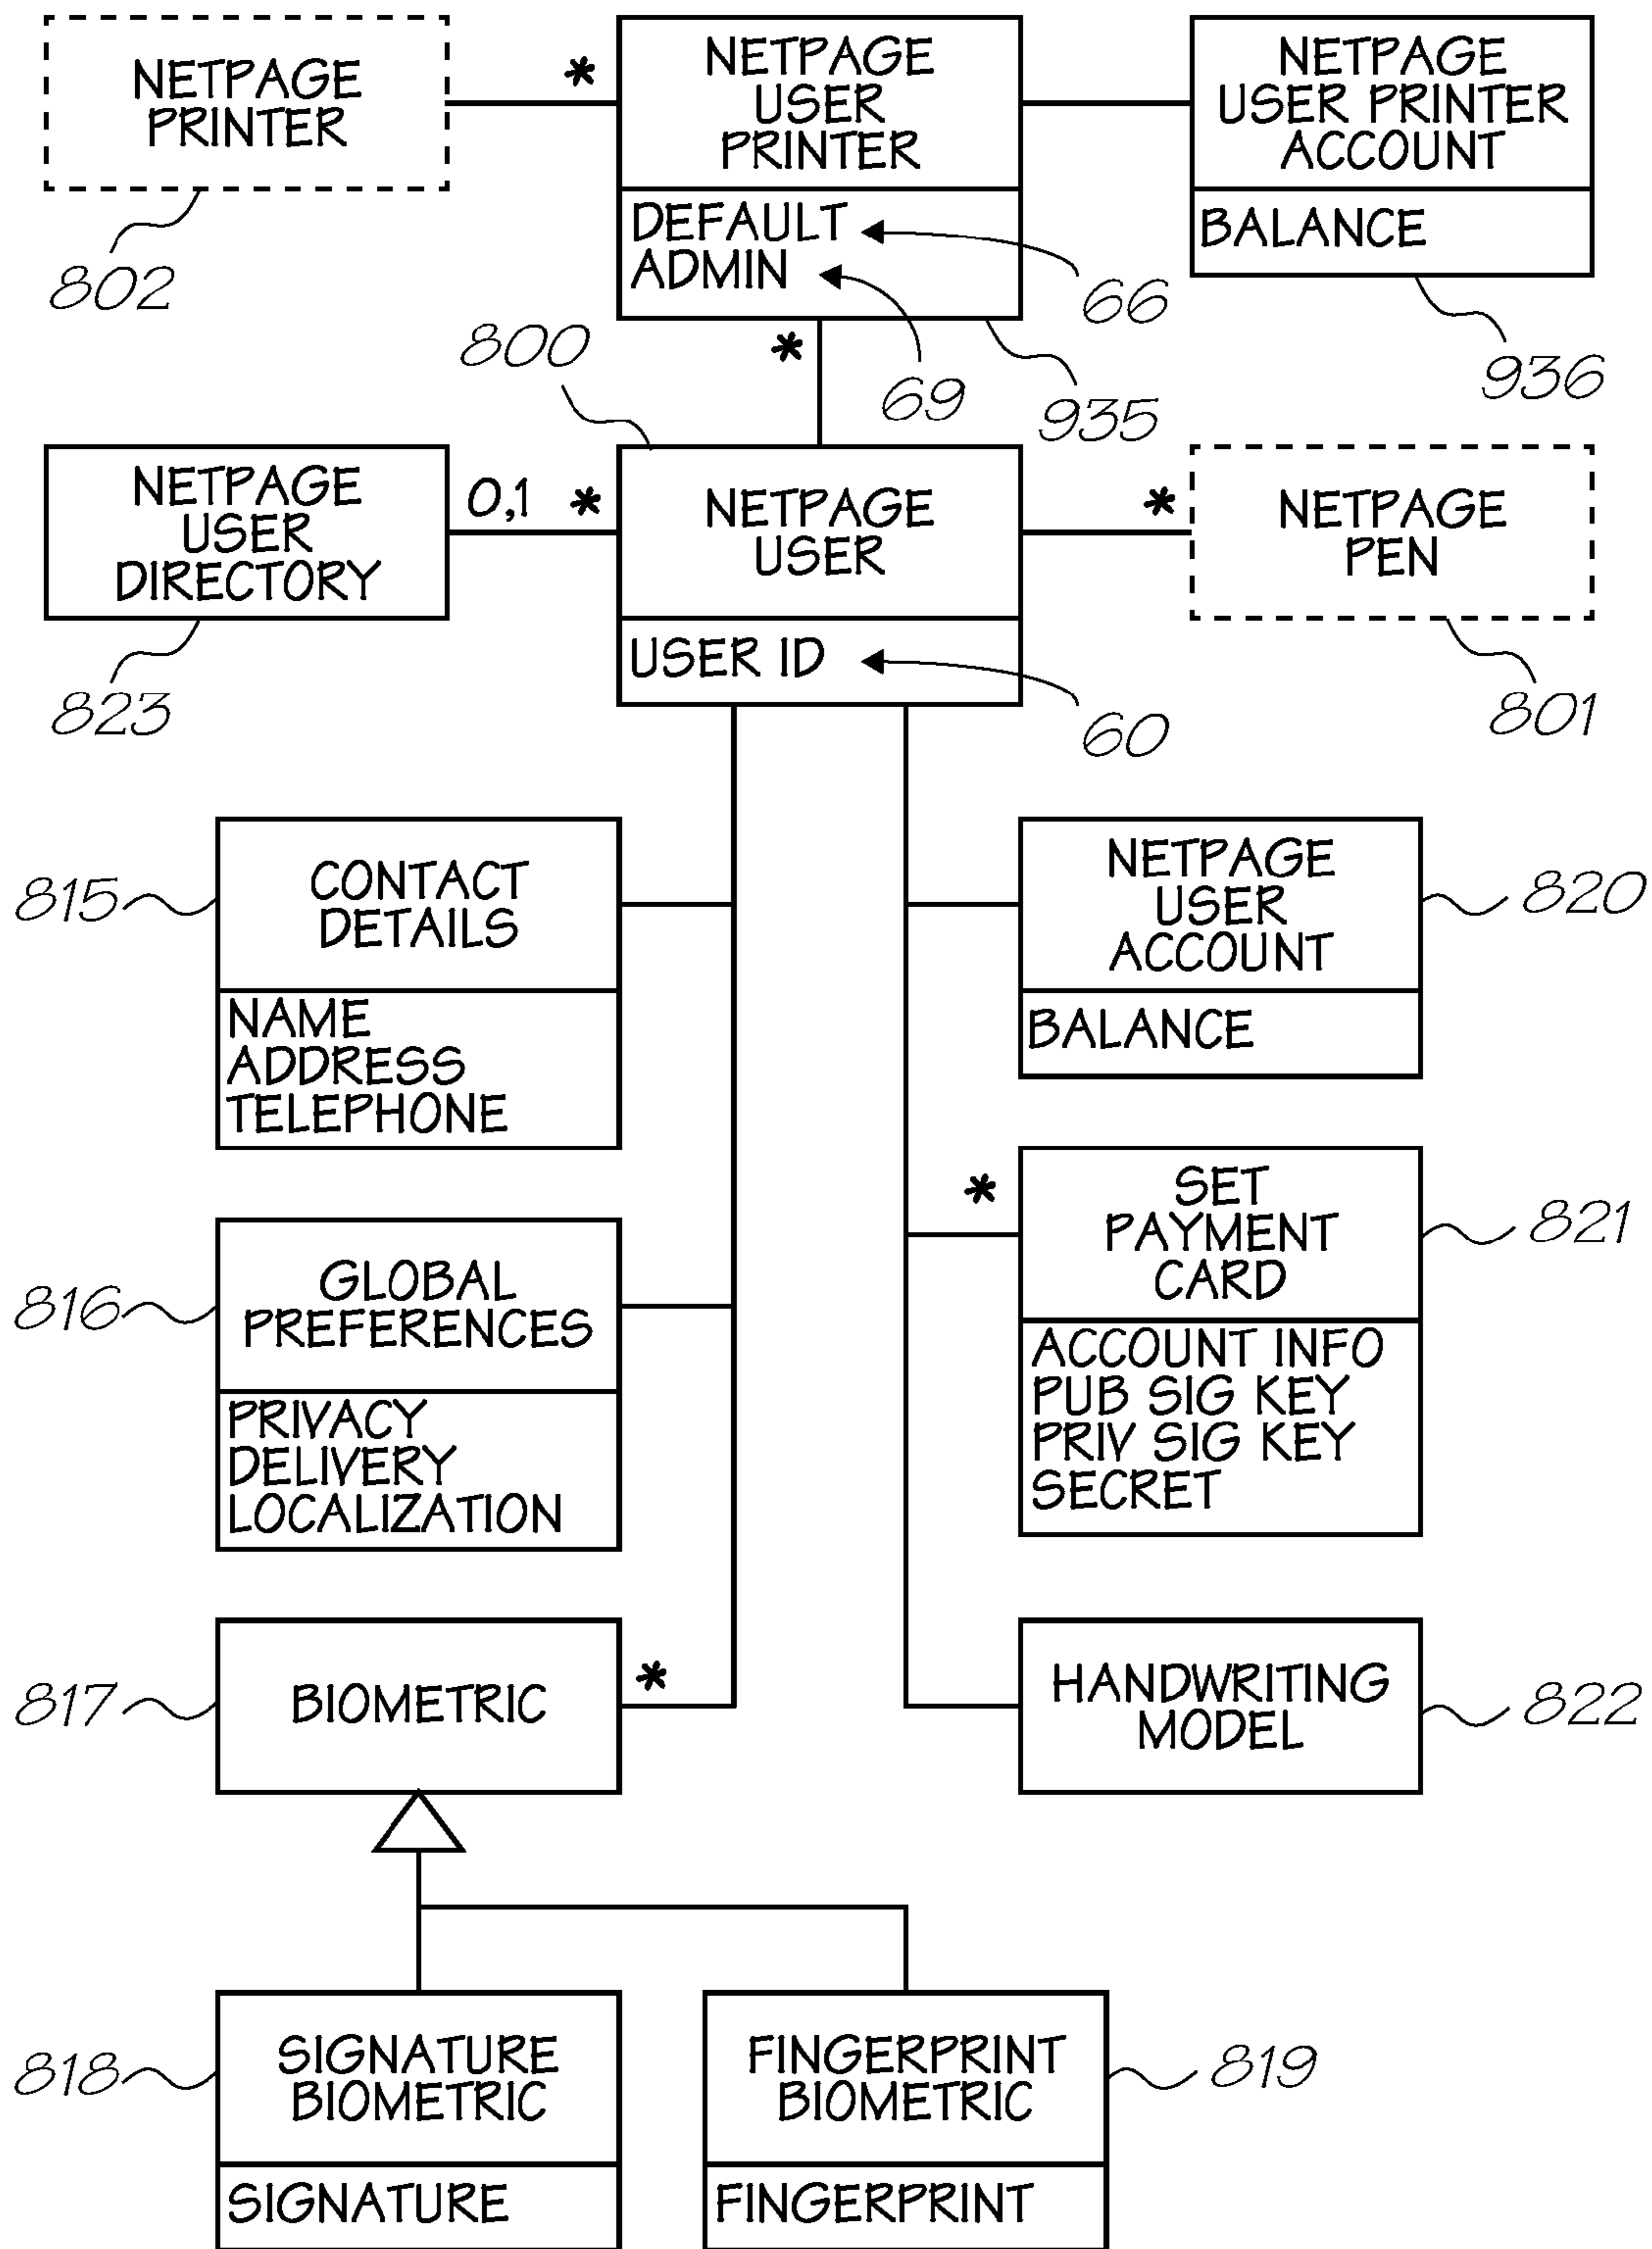 NETPAGE
PRINTER
802
*
NETPAGE
USER
PRINTER
DEFAULT
ADMIN
66
69
935
NETPAGE
USER PRINTER
ACCOUNT
BALANCE
936
*
800
NETPAGE
USER
DIRECTORY
823
0,1 *
NETPAGE
USER
USER ID
60
*
NETPAGE
PEN
801
815
CONTACT
DETAILS
NAME
ADDRESS
TELEPHONE
NETPAGE
USER
ACCOUNT
BALANCE
820
816
GLOBAL
PREFERENCES
PRIVACY
DELIVERY
LOCALIZATION
*
SET
PAYMENT
CARD
ACCOUNT INFO
PUB SIG KEY
PRIV SIG KEY
SECRET
821
817
BIOMETRIC
*
HANDWRITING
MODEL
822
818
SIGNATURE
BIOMETRIC
SIGNATURE
FINGERPRINT
BIOMETRIC
FINGERPRINT
819